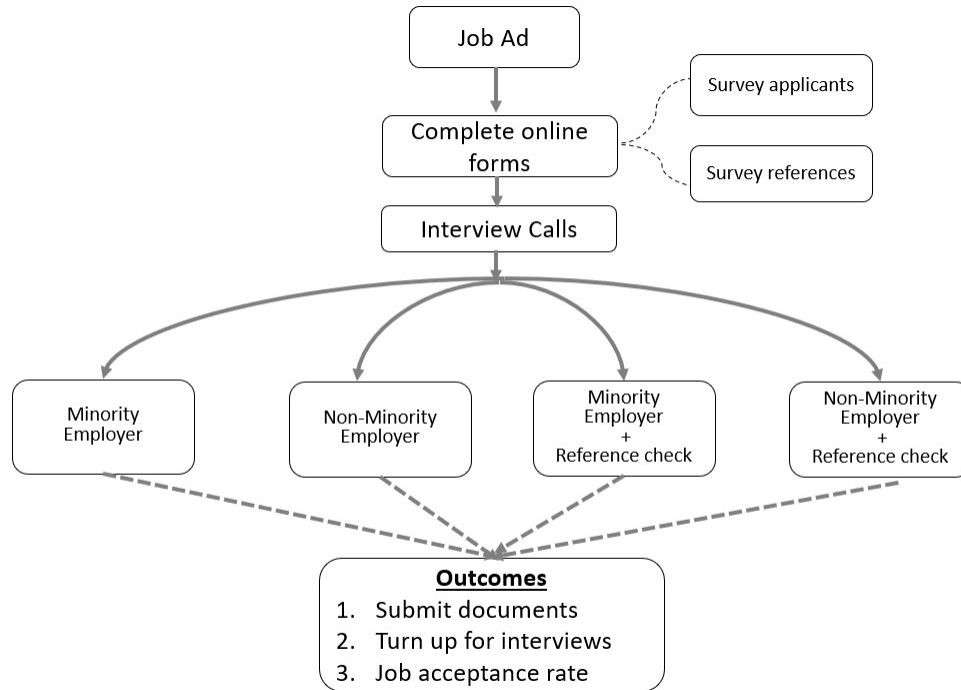 Job Ad
Complete online
forms
Survey applicants
Survey references
Interview Calls
Minority
Employer
Non-Minority
Employer
Minority
Employer
+
Reference check
Non-Minority
Employer
+
Reference check
Outcomes
1. Submit documents
2. Turn up for interviews
3. Job acceptance rate